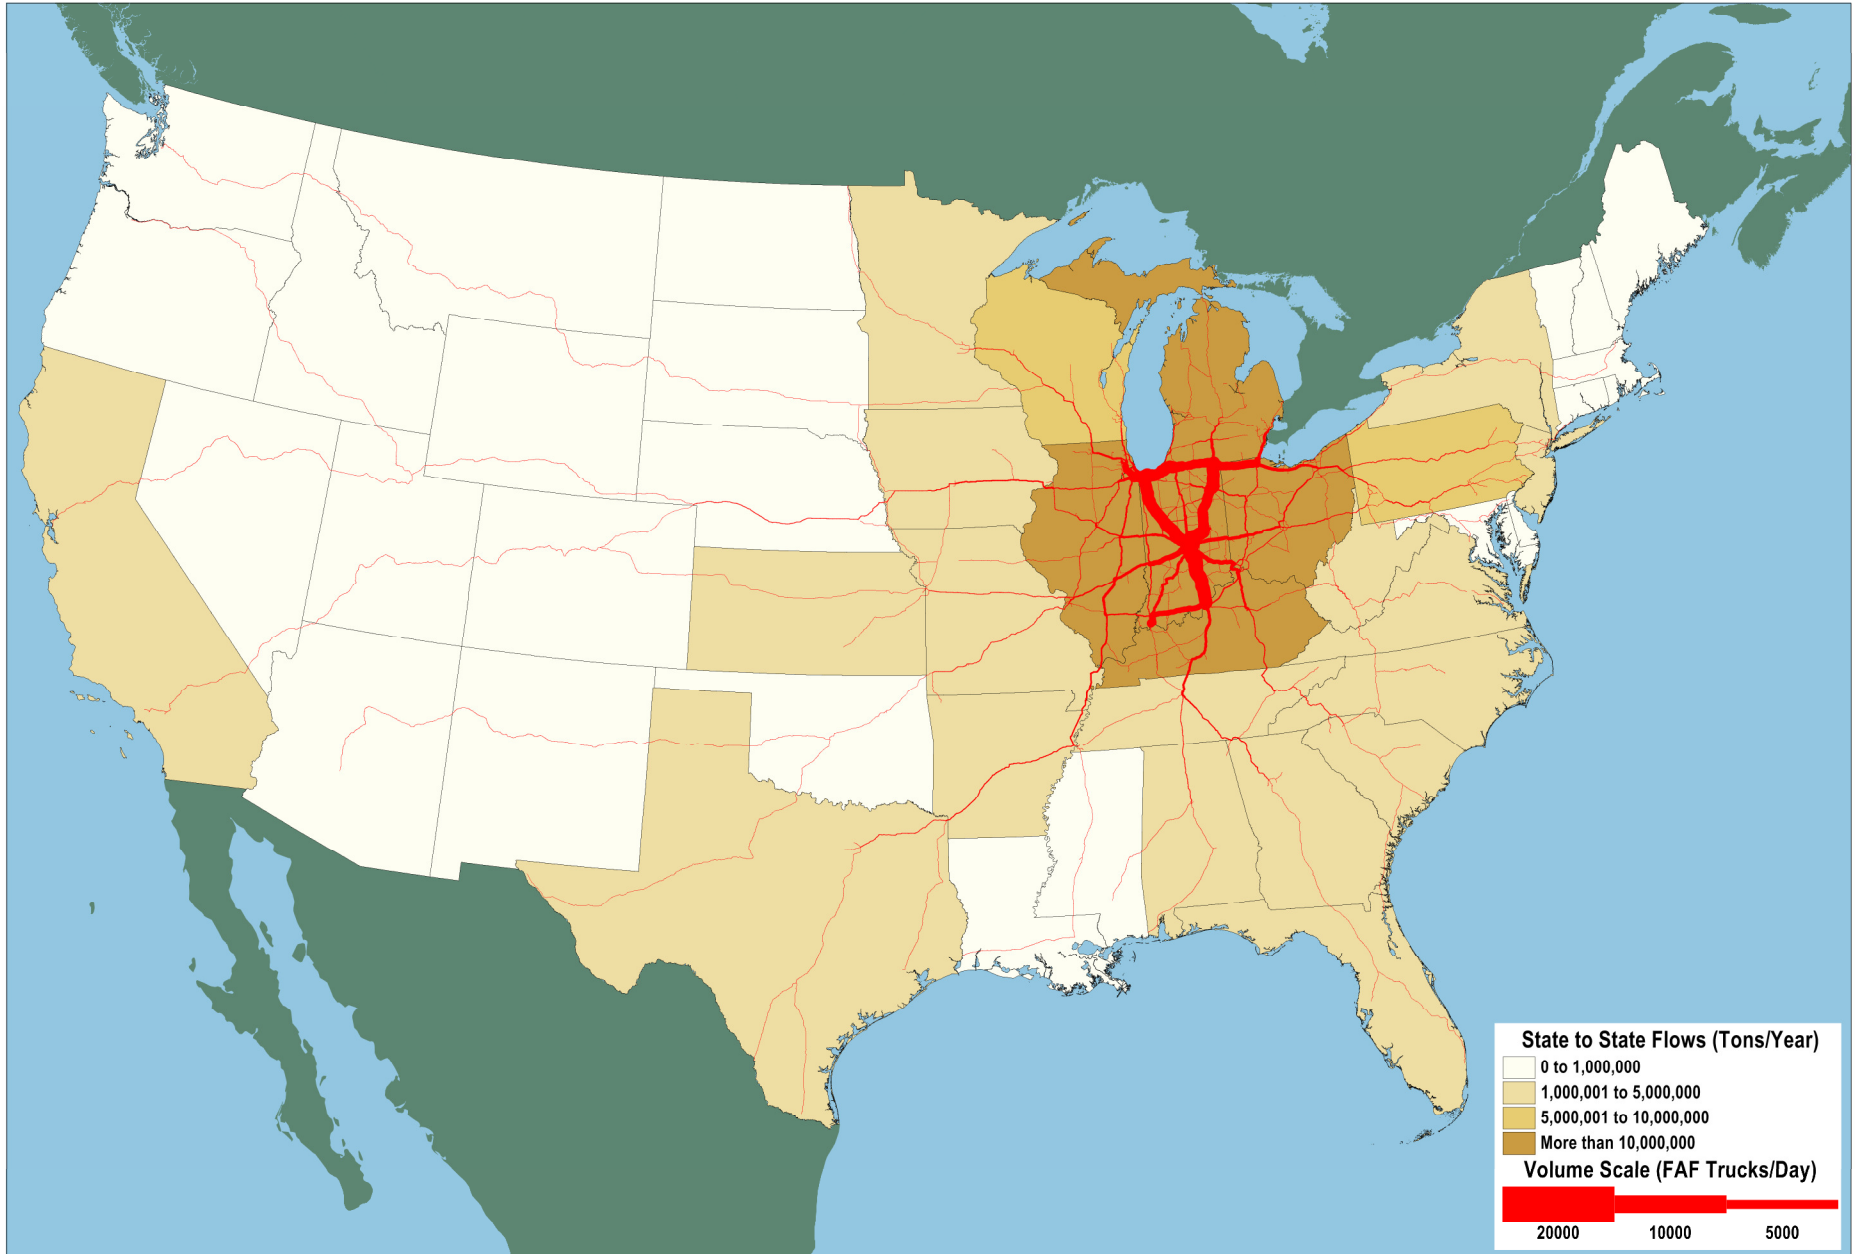 State to State Flows (Tons/Year)
0 to 1,000,000
1,000,001 to 5,000,000
5,000,001 to 10,000,000
More than 10,000,000
Volume Scale (FAF Trucks/Day)
20000 10000 5000